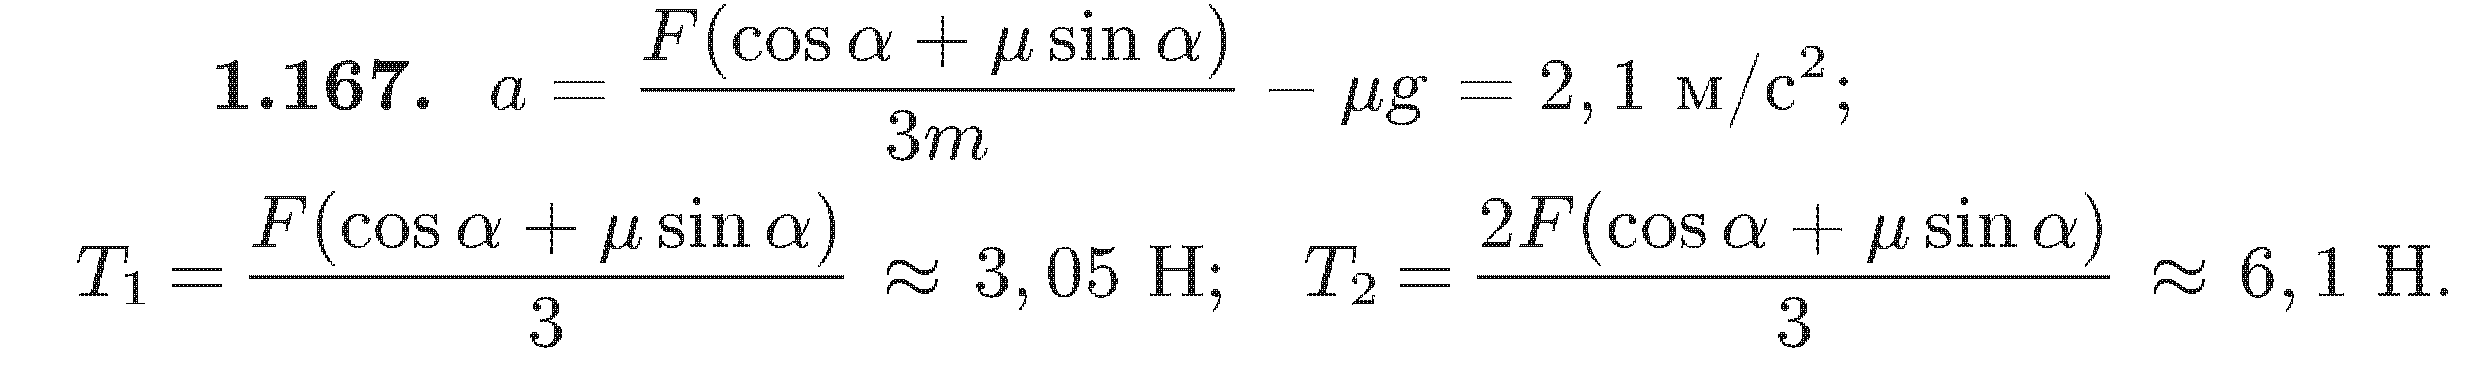 1.167. a = F(cos α + μ sin α) / 3m − μg = 2,1 м/с²;
T₁ = F(cos α + μ sin α) / 3 ≈ 3,05 Н; T₂ = 2F(cos α + μ sin α) / 3 ≈ 6,1 Н.